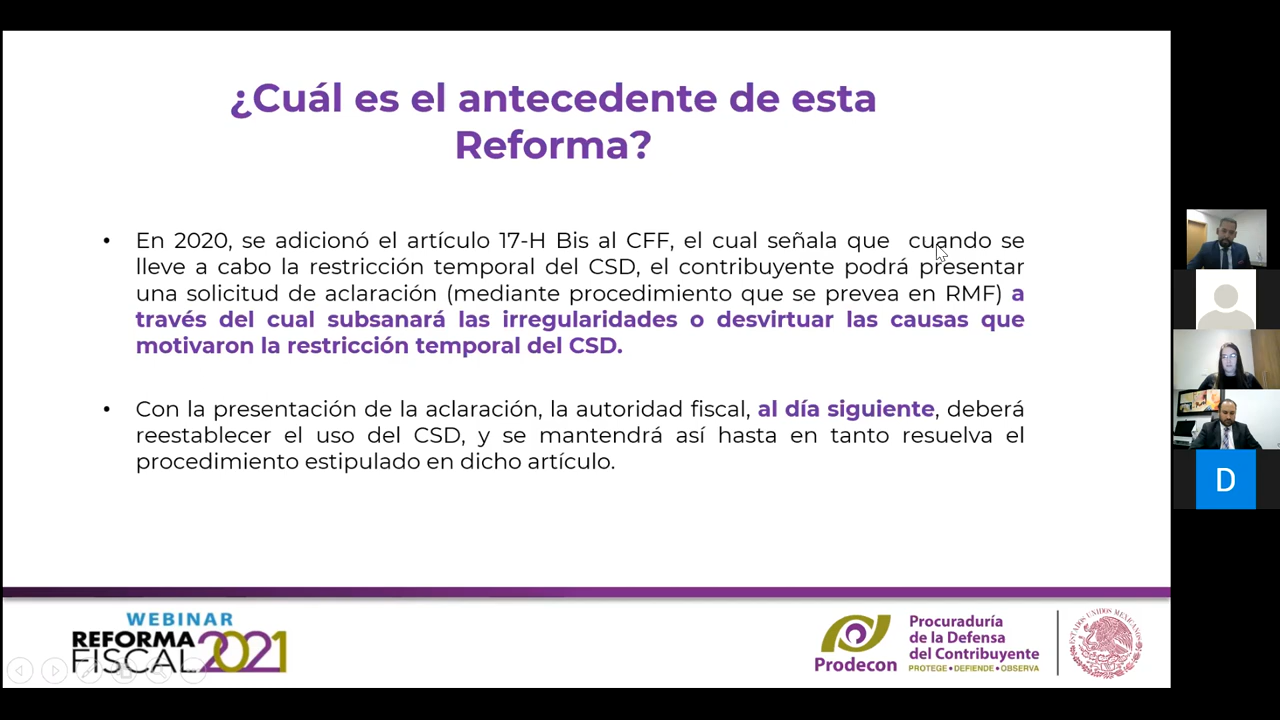 ¿Cuál es el antecedente de esta
Reforma?
• En 2020, se adicionó el artículo 17-H Bis al CFF, el cual señala que cuando se
lleve a cabo la restricción temporal del CSD, el contribuyente podrá presentar
una solicitud de aclaración (mediante procedimiento que se prevea en RMF) a
través del cual subsanará las irregularidades o desvirtuar las causas que
motivaron la restricción temporal del CSD.
• Con la presentación de la aclaración, la autoridad fiscal, al día siguiente, deberá
reestablecer el uso del CSD, y se mantendrá así hasta en tanto resuelva el
procedimiento estipulado en dicho artículo.
WEBINAR
REFORMA
FISCAL 2021
Prodecon
Procuraduría
de la Defensa
del Contribuyente
PROTEGE • DEFIENDE • OBSERVA
ESTADOS UNIDOS MEXICANOS
D